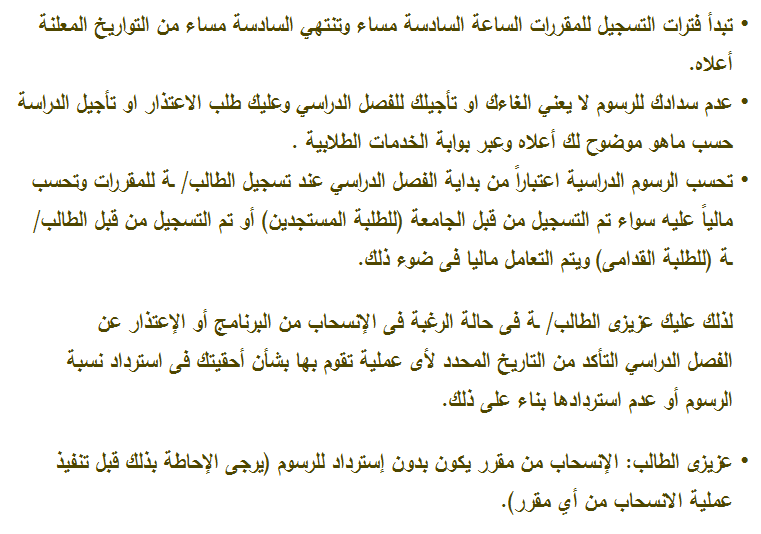 • تبدأ فترات التسجيل للمقررات الساعة السادسة مساء وتنتهي السادسة مساء من التواريخ المعلنة
أعلاه.
• عدم سدادك للرسوم لا يعني الغاءك او تأجيلك للفصل الدراسي وعليك طلب الاعتذار او تأجيل الدراسة
حسب ماهو موضوح لك أعلاه وعبر بوابة الخدمات الطلابية .
• تحسب الرسوم الدراسية اعتباراً من بداية الفصل الدراسي عند تسجيل الطالب/ ـة للمقررات وتحسب
مالياً عليه سواء تم التسجيل من قبل الجامعة (للطلبة المستجدين) أو تم التسجيل من قبل الطالب/
ـة (للطلبة القدامى) ويتم التعامل ماليا فى ضوء ذلك.
لذلك عليك عزيزى الطالب/ ـة فى حالة الرغبة فى الإنسحاب من البرنامج أو الإعتذار عن
الفصل الدراسي التأكد من التاريخ المحدد لأى عملية تقوم بها بشأن أحقيتك فى استرداد نسبة
الرسوم أو عدم استردادها بناء على ذلك.
• عزيزى الطالب: الإنسحاب من مقرر يكون بدون إسترداد للرسوم (يرجى الإحاطة بذلك قبل تنفيذ
عملية الانسحاب من أي مقرر).